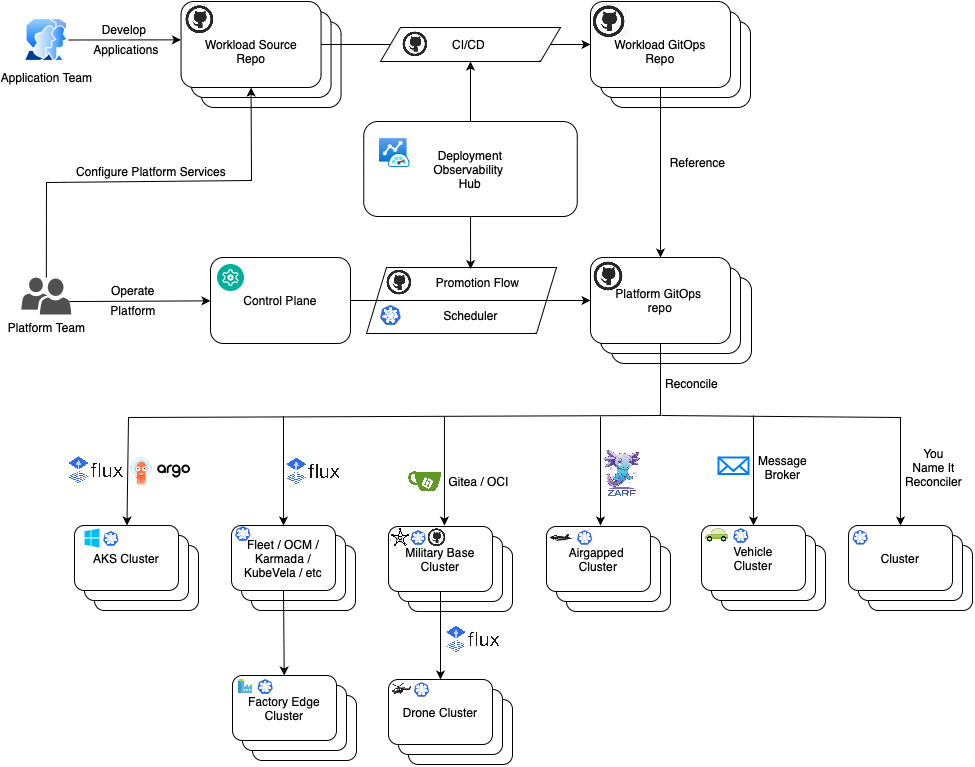 Develop
Applications
Application Team
Workload Source
Repo
CI/CD
Workload GitOps
Repo
Deployment
Observability
Hub
Configure Platform Services
Reference
Operate
Platform
Platform Team
Control Plane
Promotion Flow
Scheduler
Platform GitOps
repo
Reconcile
flux
argo
flux
Gitea / OCI
ZARF
Message
Broker
You
Name It
Reconciler
AKS Cluster
Fleet / OCM /
Karmada /
KubeVela / etc
Military Base
Cluster
Airgapped
Cluster
Vehicle
Cluster
Cluster
flux
Factory Edge
Cluster
Drone Cluster